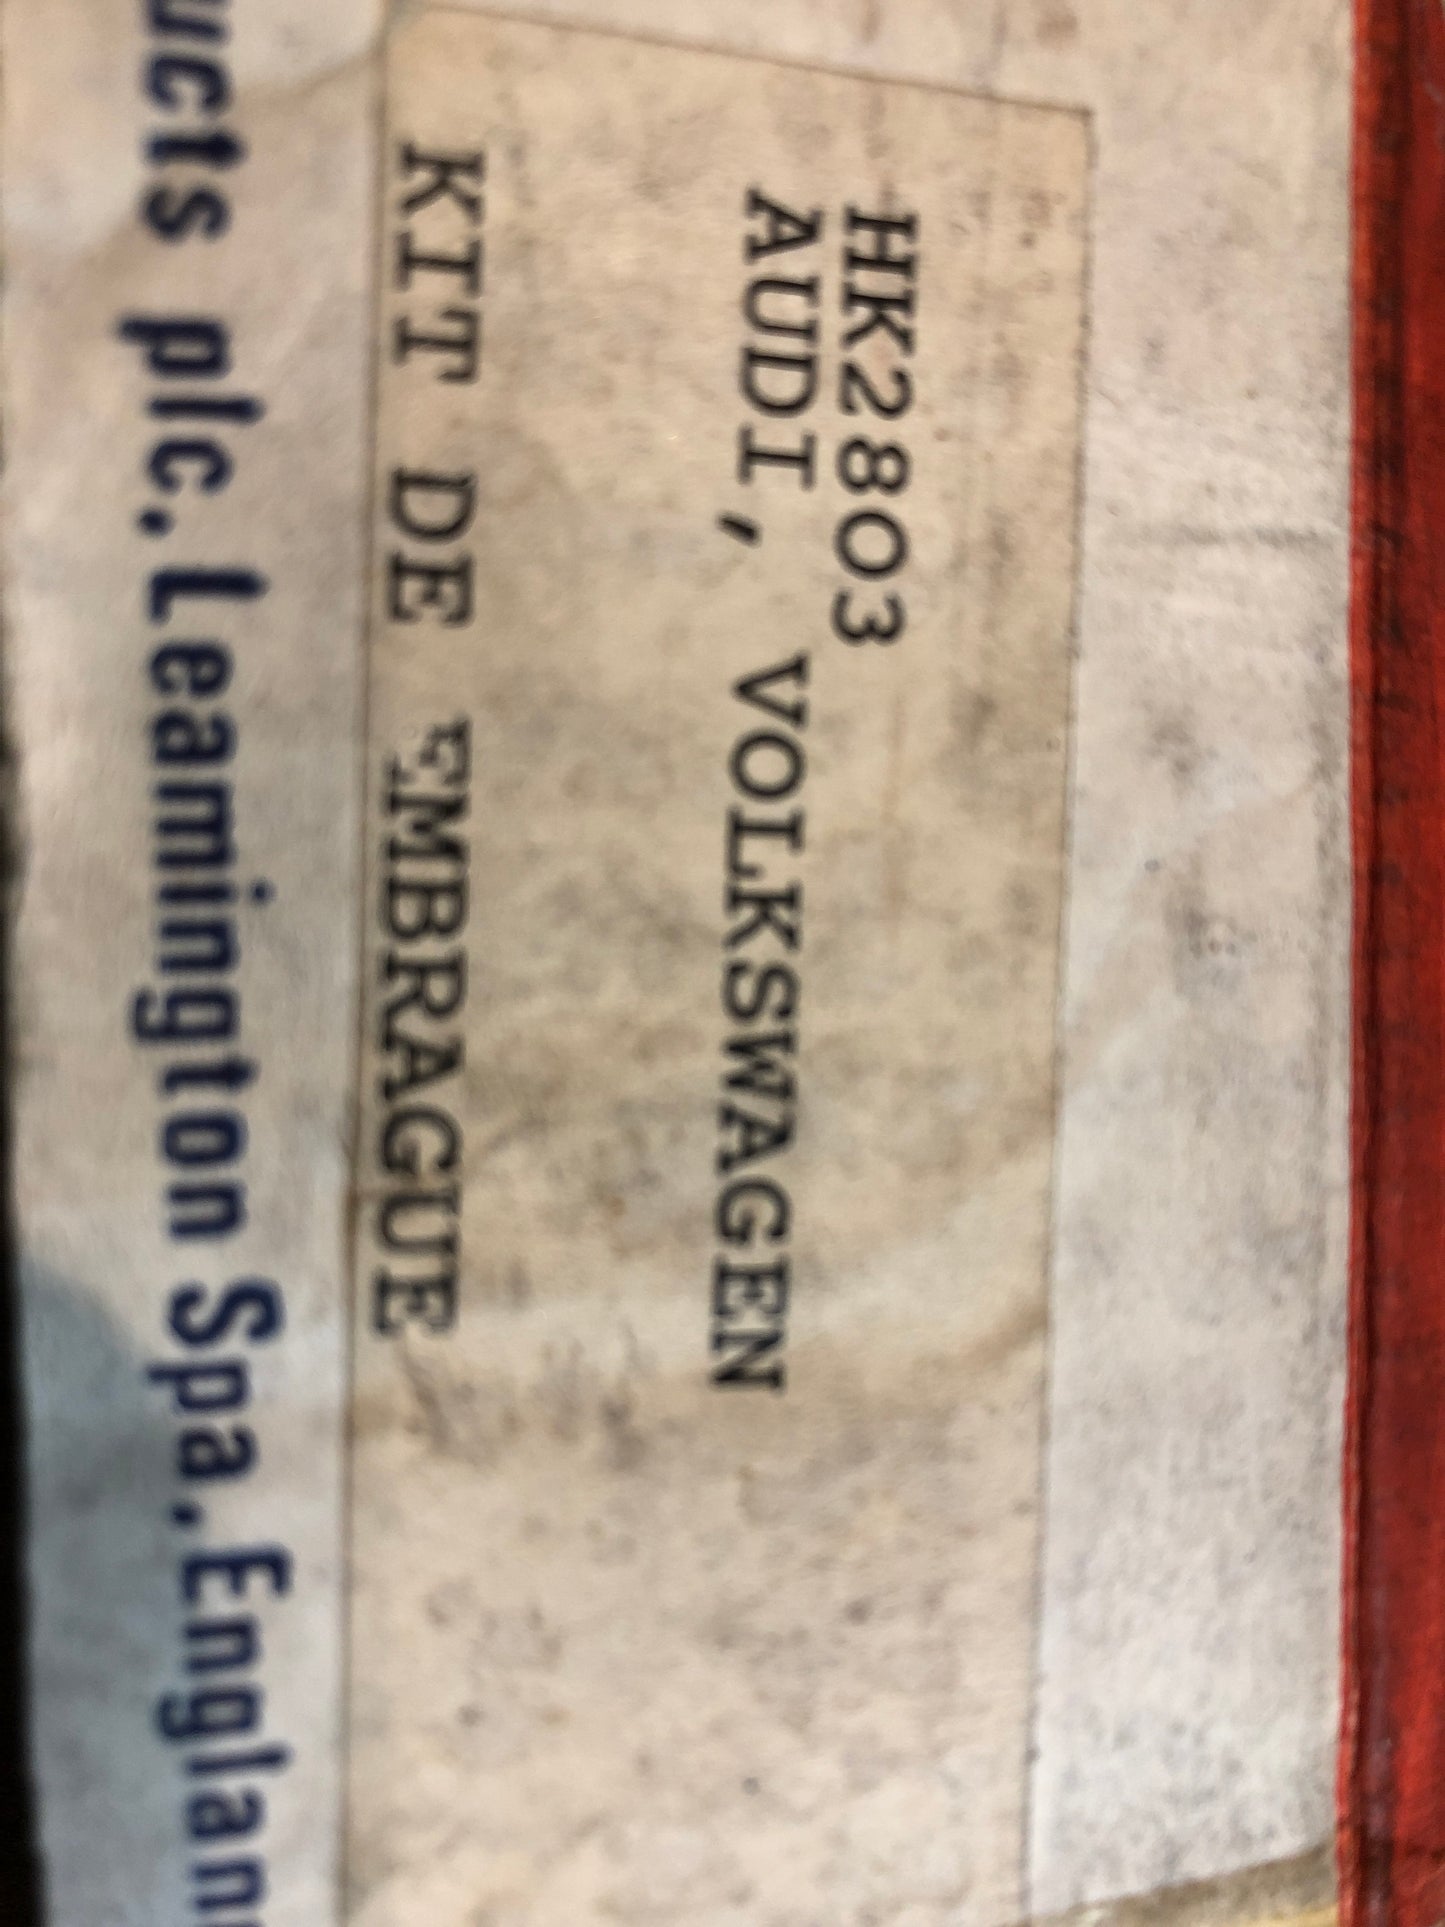 HK2803
AUDI, VOLKSWAGEN
KIT DE EMBRAGUE
ucts plc. Leamington Spa. Englan